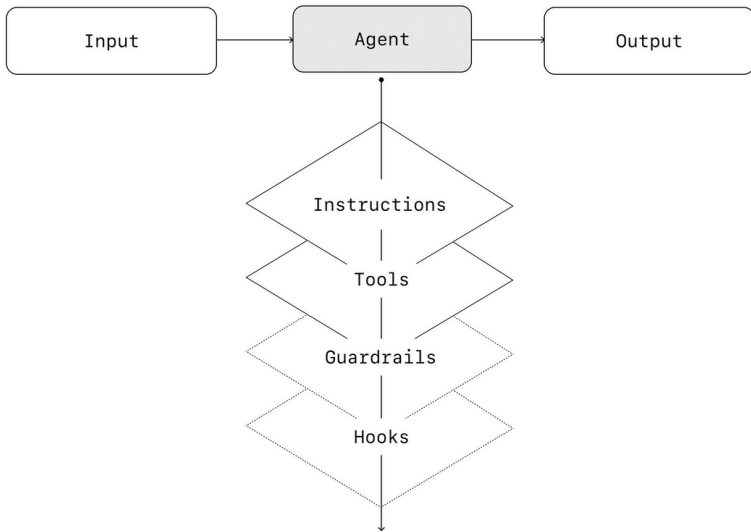 Input
Agent
Output
Instructions
Tools
Guardrails
Hooks